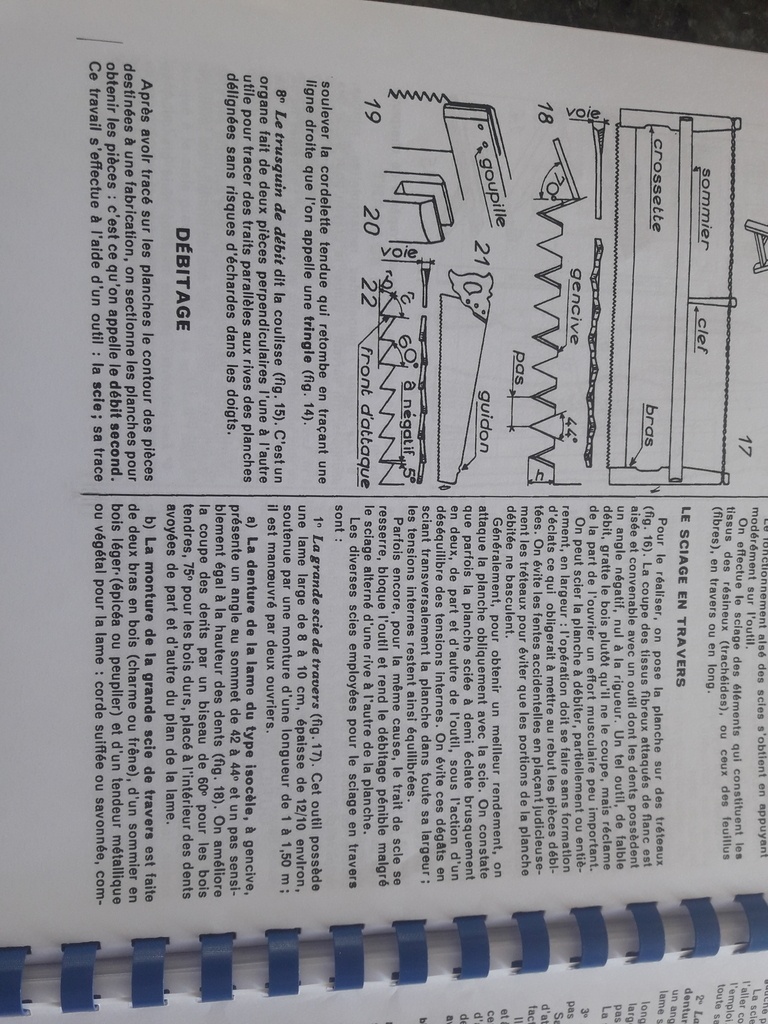 17
sommier
clef
crossette
bras
voie
18
70°
gencive
pas
44°
h
goupille
19
20
21
guidon
voie
22
60°
à négatif
5°
front d'attaque
soulever la cordelette tendue qui retombe en traçant une
ligne droite que l'on appelle une tringle (fig. 14).
8° Le trusquin de débit dit la coulisse (fig. 15). C'est un
organe fait de deux pièces perpendiculaires l'une à l'autre
utile pour tracer des traits parallèles aux rives des planches
délignées sans risques d'échardes dans les doigts.
DÉBITAGE
Après avoir tracé sur les planches le contour des pièces
destinées à une fabrication, on sectionne les planches pour
obtenir les pièces : c'est ce qu'on appelle le débit second.
Ce travail s'effectue à l'aide d'un outil : la scie; sa trace
Le fonctionnement aisé des scies s'obtient en appuyant
modérément sur l'outil.
On effectue le sciage des éléments qui constituent les
tissus des résineux (trachéides), ou ceux des feuillus
(fibres), en travers ou en long.
LE SCIAGE EN TRAVERS
Pour le réaliser, on pose la planche sur des tréteaux
(fig. 16). La coupe des tissus fibreux attaqués de flanc est
aisée et convenable avec un outil dont les dents possèdent
un angle négatif, nul à la rigueur. Un tel outil, de faible
débit, gratte le bois plutôt qu'il ne le coupe, mais réclame
de la part de l'ouvrier un effort musculaire peu important.
On peut scier la planche à débiter, partiellement ou entiè-
rement, en largeur : l'opération doit se faire sans formation
d'éclats ce qui obligerait à mettre au rebut les pièces débi-
tées. On évite les fentes accidentelles en plaçant judicieuse-
ment les tréteaux pour éviter que les portions de la planche
débitée ne basculent.
Généralement, pour obtenir un meilleur rendement, on
attaque la planche obliquement avec la scie. On constate
que parfois la planche sciée à demi éclate brusquement
en deux, de part et d'autre de l'outil, sous l'action d'un
déséquilibre des tensions internes. On évite ces dégâts en
sciant transversalement la planche dans toute sa largeur ;
les tensions internes restent ainsi équilibrées.
Parfois encore, pour la même cause, le trait de scie se
resserre, bloque l'outil et rend le débitage pénible malgré
le sciage alterné d'une rive à l'autre de la planche.
Les diverses scies employées pour le sciage en travers
sont :
1° La grande scie de travers (fig. 17). Cet outil possède
une lame large de 8 à 10 cm, épaisse de 12/10 environ,
soutenue par une monture d'une longueur de 1 à 1,50 m ;
il est manœuvré par deux ouvriers.
a) La denture de la lame du type isocèle, à gencive,
présente un angle au sommet de 42 à 44° et un pas sensi-
blement égal à la hauteur des dents (fig. 18). On améliore
la coupe des dents par un biseau de 60° pour les bois
tendres, 75° pour les bois durs, placé à l'intérieur des dents
avoyées de part et d'autre du plan de la lame.
b) La monture de la grande scie de travers est faite
de deux bras en bois (charme ou frêne), d'un sommier en
bois léger (épicéa ou peuplier) et d'un tendeur métallique
ou végétal pour la lame : corde suiffée ou savonnée, com-